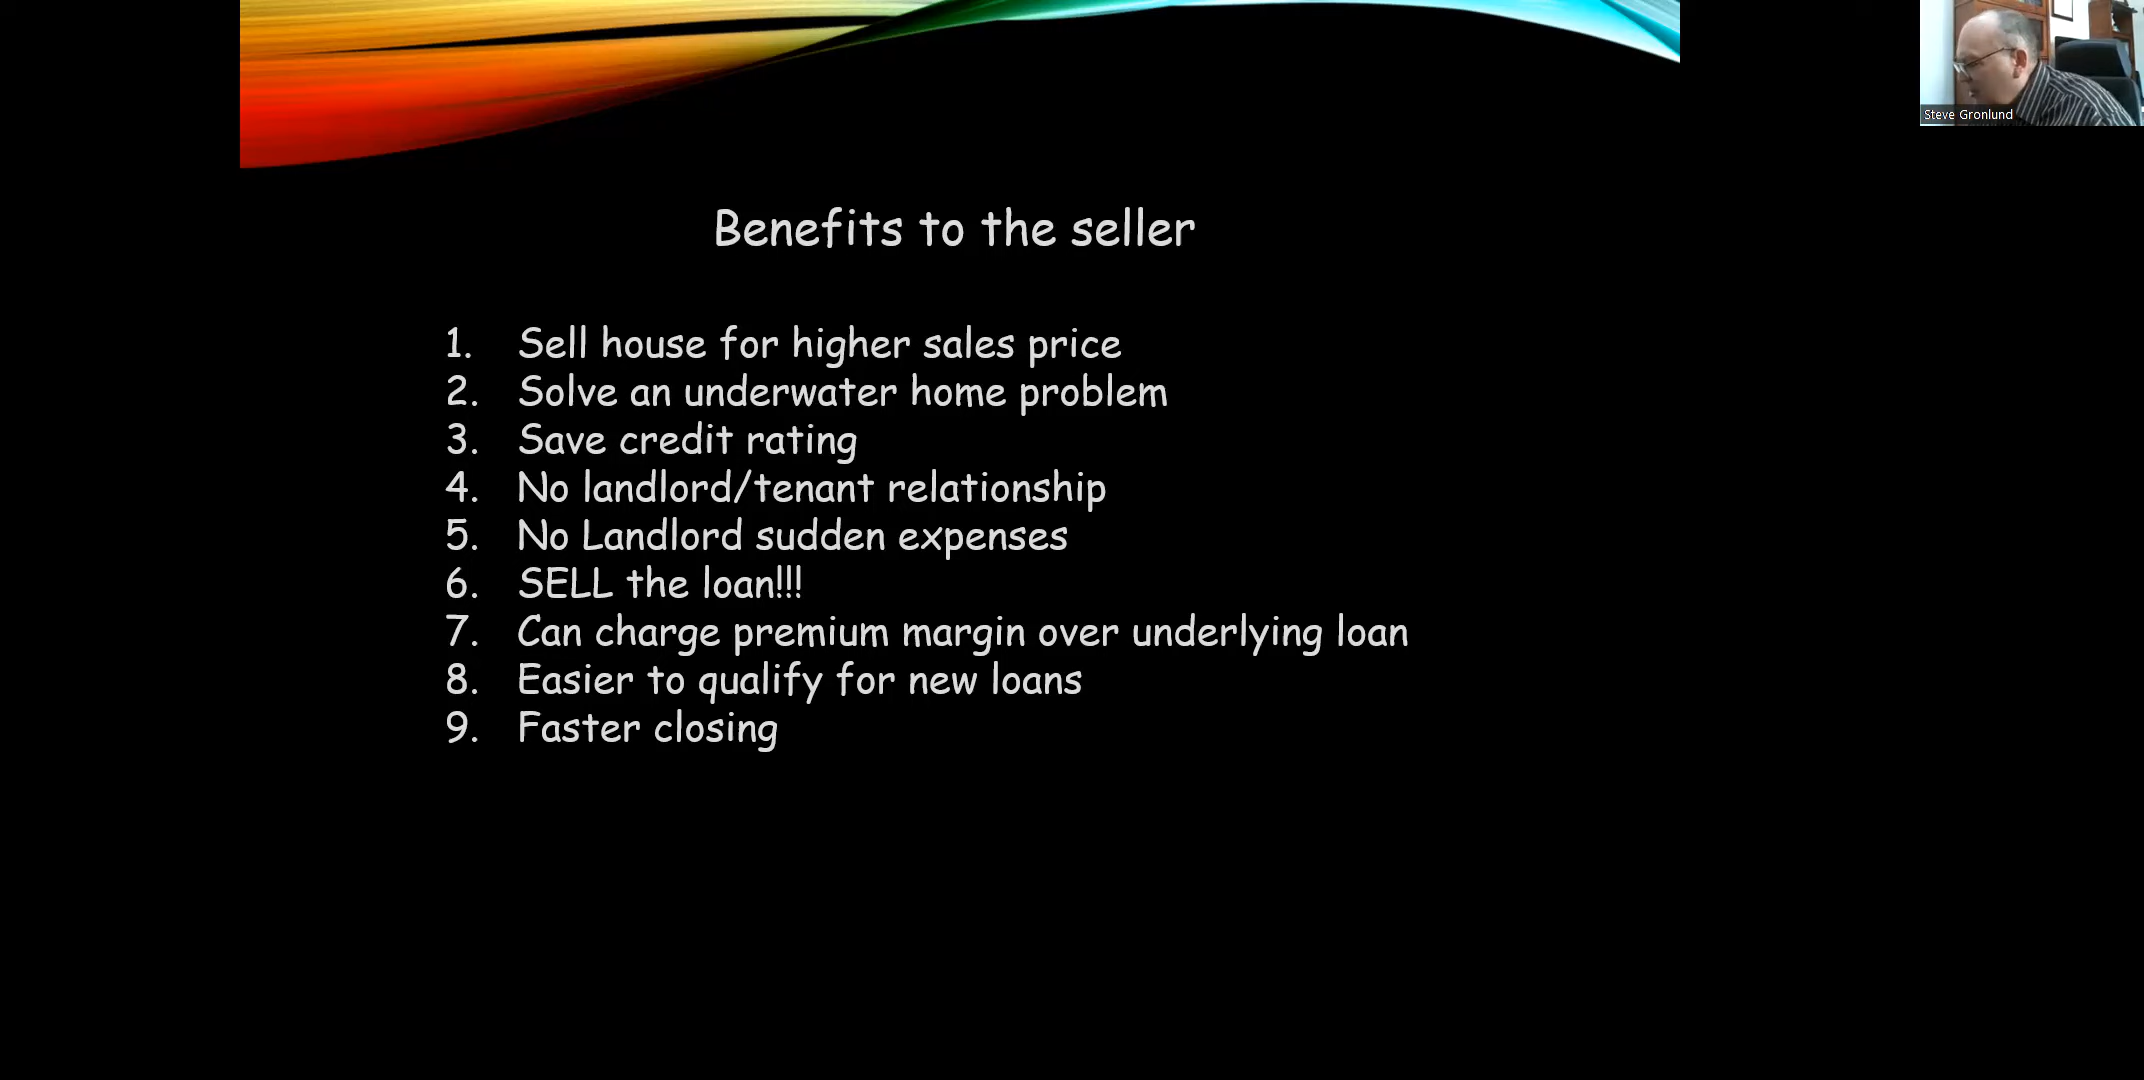 Steve Gronlund
Benefits to the seller
1. Sell house for higher sales price
2. Solve an underwater home problem
3. Save credit rating
4. No landlord/tenant relationship
5. No Landlord sudden expenses
6. SELL the loan!!!
7. Can charge premium margin over underlying loan
8. Easier to qualify for new loans
9. Faster closing